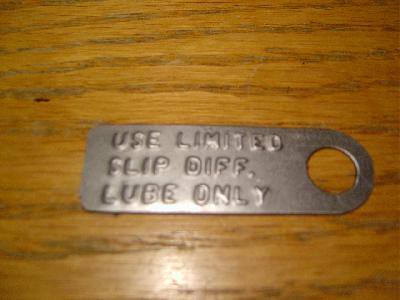 USE LIMITED
SLIP DIFF.
LUBE ONLY